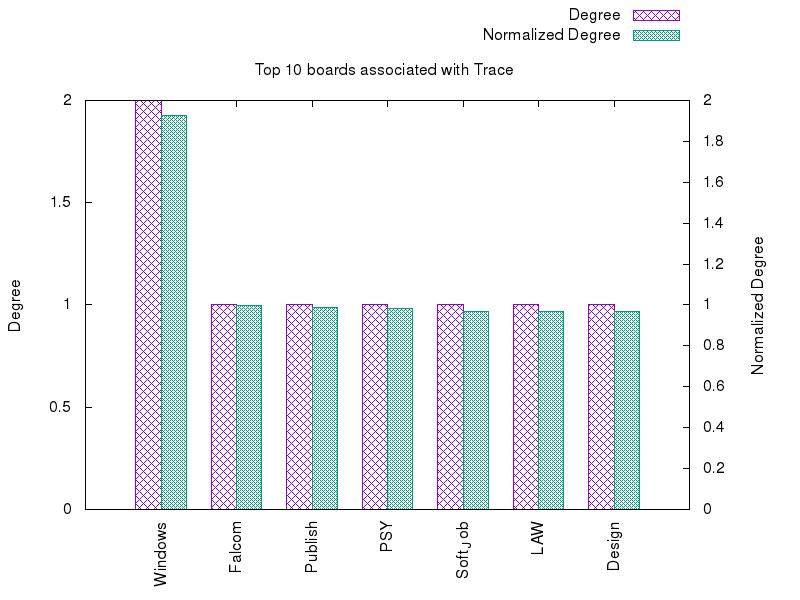 Degree
Normalized Degree
Top 10 boards associated with Trace
2
1.5
1
0.5
0
Degree
2
1.8
1.6
1.4
1.2
1
0.8
0.6
0.4
0.2
0
Normalized Degree
Windows
Falcom
Publish
PSY
SoftJob
LAW
Design